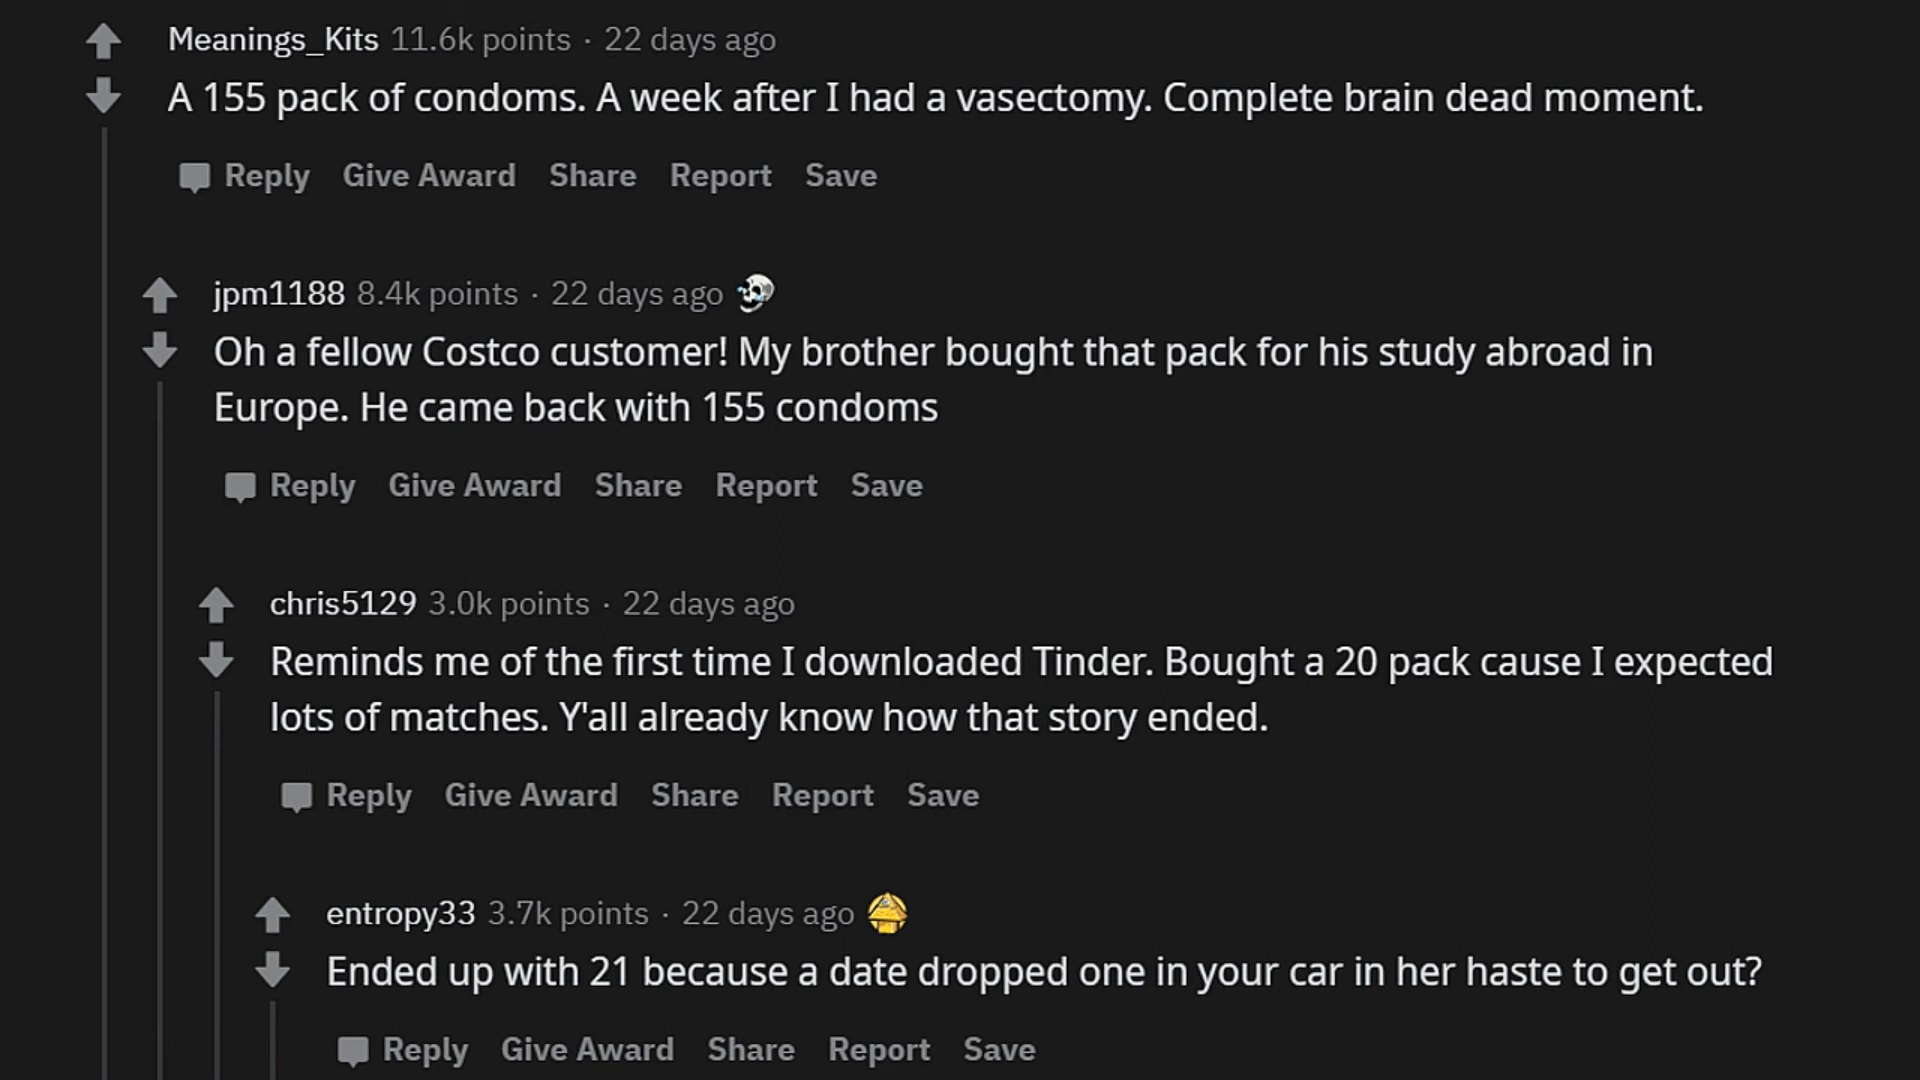 Meanings_Kits 11.6k points · 22 days ago
A 155 pack of condoms. A week after I had a vasectomy. Complete brain dead moment.
Reply Give Award Share Report Save
jpm1188 8.4k points · 22 days ago
Oh a fellow Costco customer! My brother bought that pack for his study abroad in
Europe. He came back with 155 condoms
Reply Give Award Share Report Save
chris5129 3.0k points · 22 days ago
Reminds me of the first time I downloaded Tinder. Bought a 20 pack cause I expected
lots of matches. Y'all already know how that story ended.
Reply Give Award Share Report Save
entropy33 3.7k points · 22 days ago
Ended up with 21 because a date dropped one in your car in her haste to get out?
Reply Give Award Share Report Save